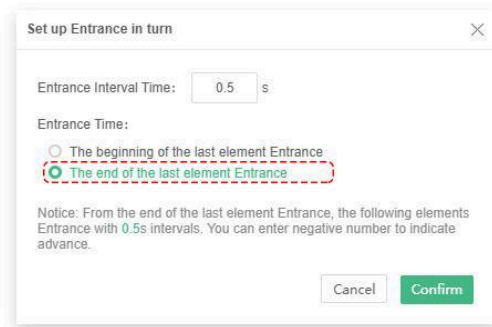 Set up Entrance in turn
Entrance Interval Time: 0.5 s
Entrance Time:
The beginning of the last element Entrance
The end of the last element Entrance
Notice: From the end of the last element Entrance, the following elements
Entrance with 0.5s intervals. You can enter negative number to indicate
advance.
Cancel Confirm